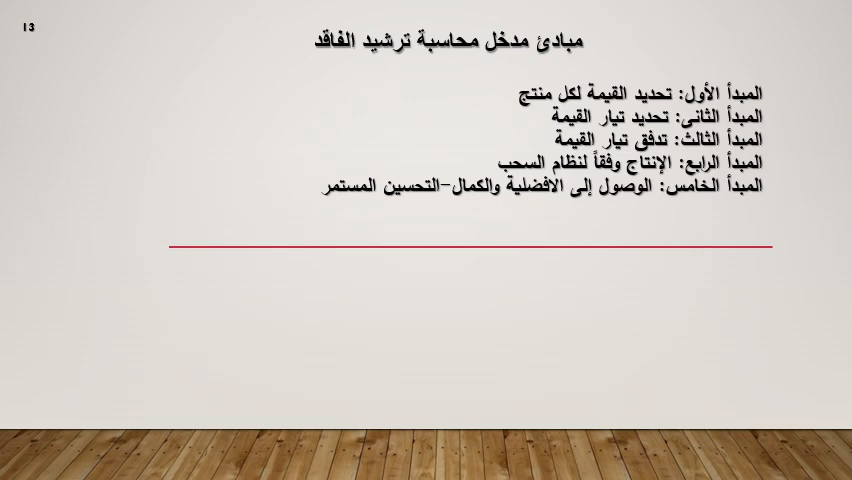 13
مبادئ مدخل محاسبة ترشيد الفاقد
المبدأ الأول: تحديد القيمة لكل منتج
المبدأ الثانى: تحديد تيار القيمة
المبدأ الثالث: تدفق تيار القيمة
المبدأ الرابع: الإنتاج وفقاً لنظام السحب
المبدأ الخامس: الوصول إلى الافضلية والكمال-التحسين المستمر